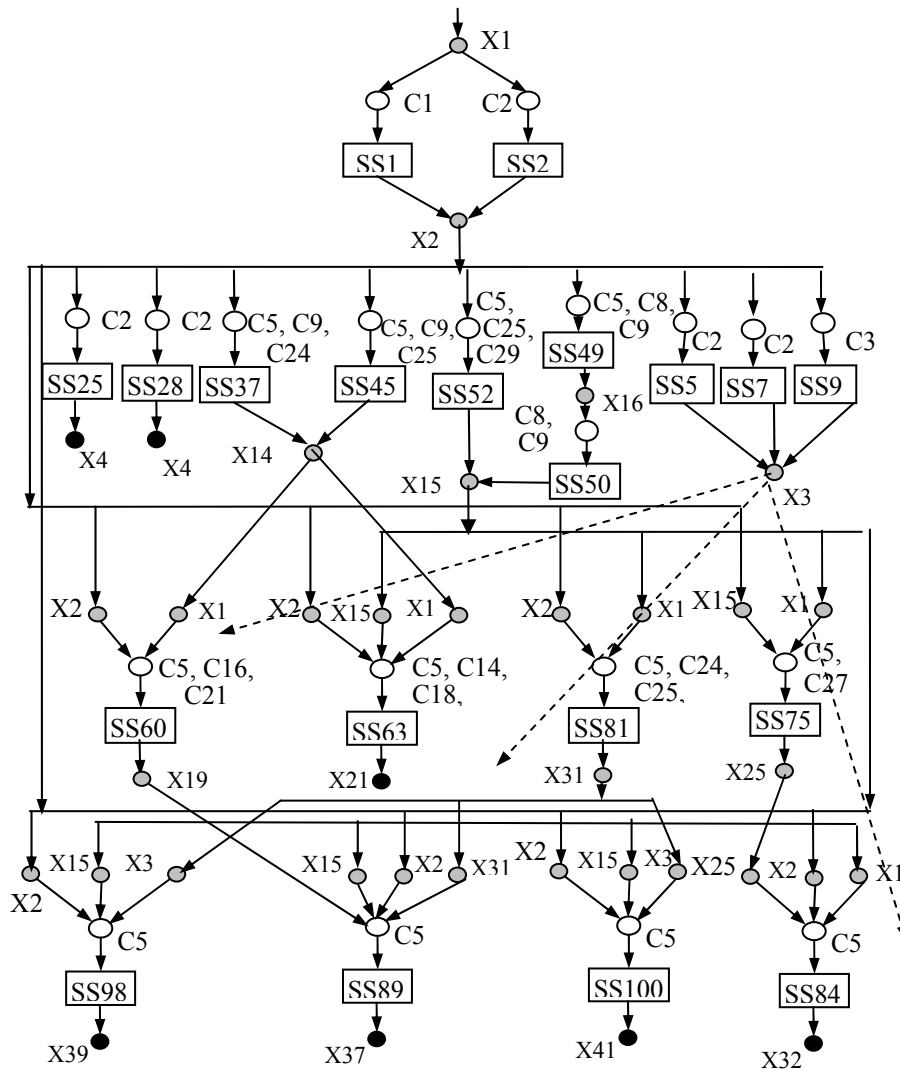 X1
C1 C2
SS1 SS2
X2
C2 C2 C5, C9, C24 C5, C9, C25 C5, C25, C29 C5, C8, C9 C2 C2 C3
SS25 SS28 SS37 SS45 SS52 SS49 SS5 SS7 SS9
X16
C8, C9
X4 X4 X14 X15 SS50 X3
X2 X1 X2 X15 X1 X2 X1 X15 X1
C5, C16, C21 C5, C14, C18, C5, C24, C25, C5, C27
SS60 SS63 SS81 SS75
X19 X21 X31 X25
X2 X15 X3 X15 X2 X31 X2 X15 X3 X25 X2 X1
C5 C5 C5 C5
SS98 SS89 SS100 SS84
X39 X37 X41 X32